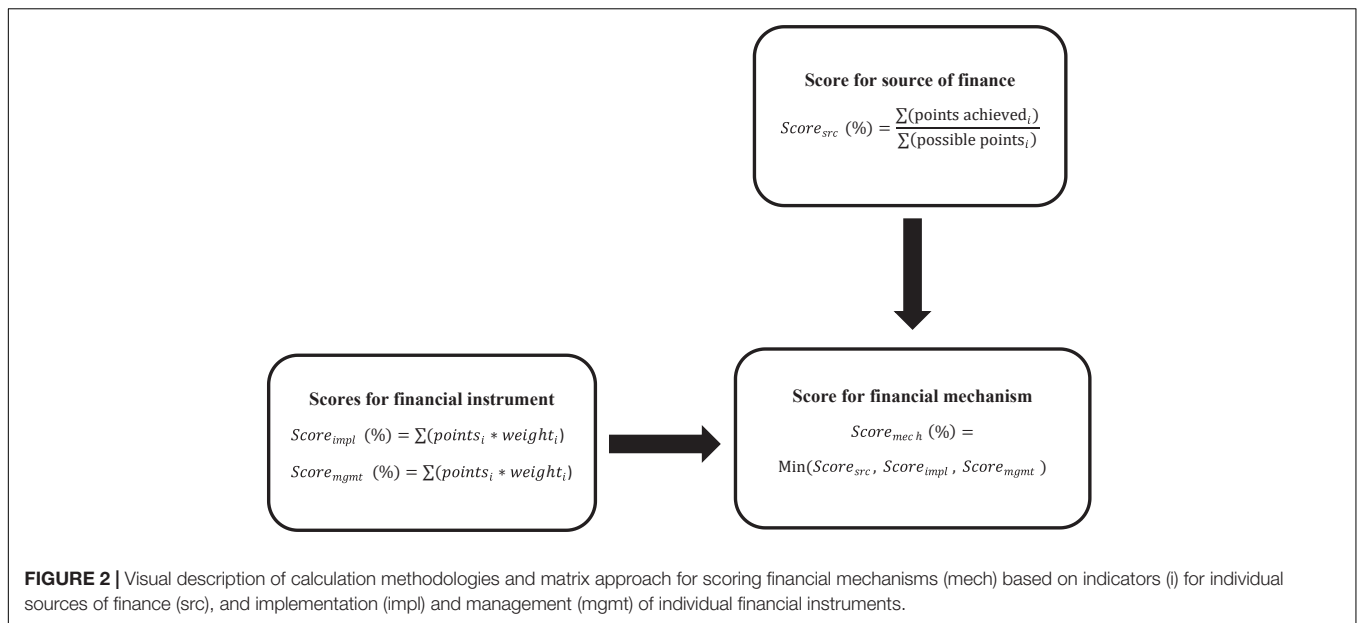 Score for source of finance
Score_src (%) = ∑(points achieved_i) / ∑(possible points_i)
Scores for financial instrument
Score_impl (%) = ∑(points_i * weight_i)
Score_mgmt (%) = ∑(points_i * weight_i)
Score for financial mechanism
Score_mech (%) =
Min(Score_src , Score_impl , Score_mgmt )
FIGURE 2 | Visual description of calculation methodologies and matrix approach for scoring financial mechanisms (mech) based on indicators (i) for individual
sources of finance (src), and implementation (impl) and management (mgmt) of individual financial instruments.